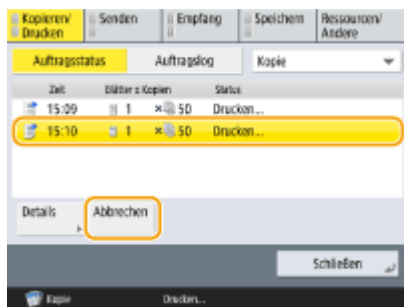 Kopieren/ Drucken Senden Empfang Speichern Ressourcen/ Andere
Auftragsstatus Auftragslog Kopie
Zeit Blätter x Kopien Status
15:09 1 × 50 Drucken...
15:10 1 × 50 Drucken...
Details Abbrechen
Schließen
Kopie Drucken...